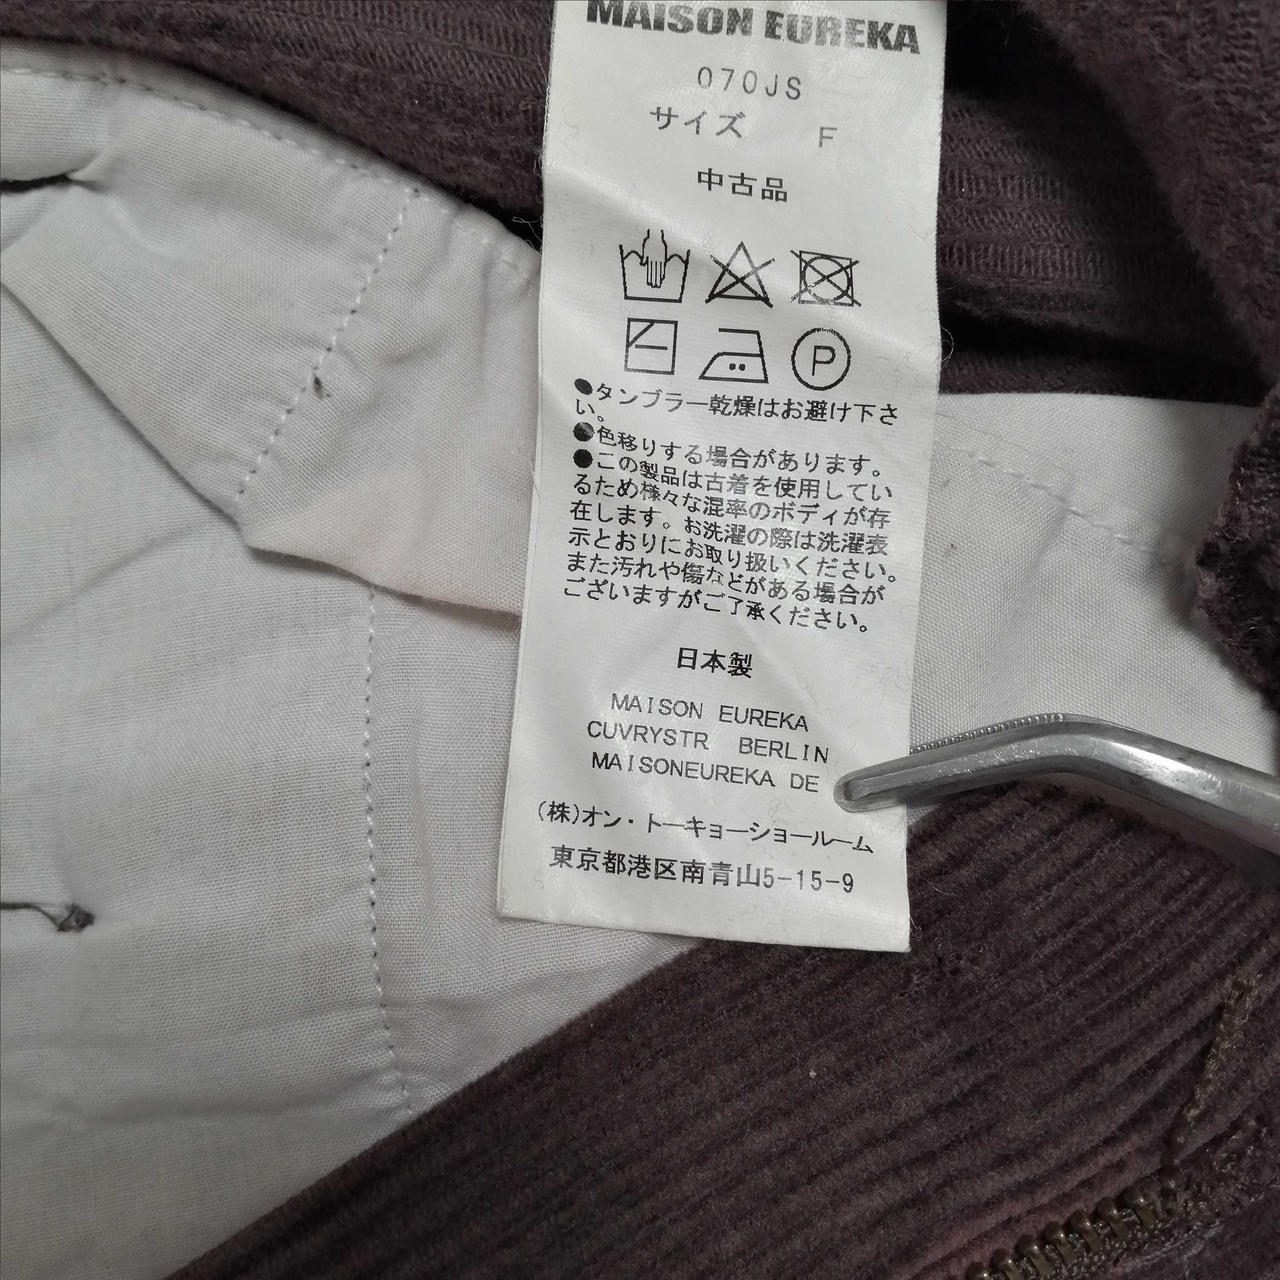 MAISON EUREKA
070JS
サイズ F
中古品
P
●タンブラー乾燥はお避け下さ
い。
●色移りする場合があります。
●この製品は古着を使用してい
るため様々な混率のボディが存
在します。お洗濯の際は洗濯表
示とおりにお取り扱いください。
また汚れや傷などがある場合が
ございますがご了承ください。
日本製
MAISON EUREKA
CUVRYSTR BERLIN
MAISONEUREKA DE
(株)オン・トーキョーショールーム
東京都港区南青山5-15-9